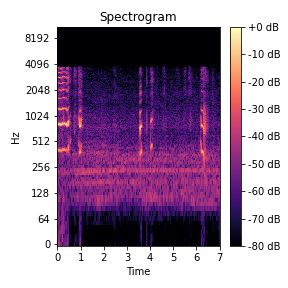 Spectrogram
8192
4096
2048
1024
512
256
128
64
0
Hz
0 1 2 3 4 5 6 7
Time
+0 dB
-10 dB
-20 dB
-30 dB
-40 dB
-50 dB
-60 dB
-70 dB
-80 dB